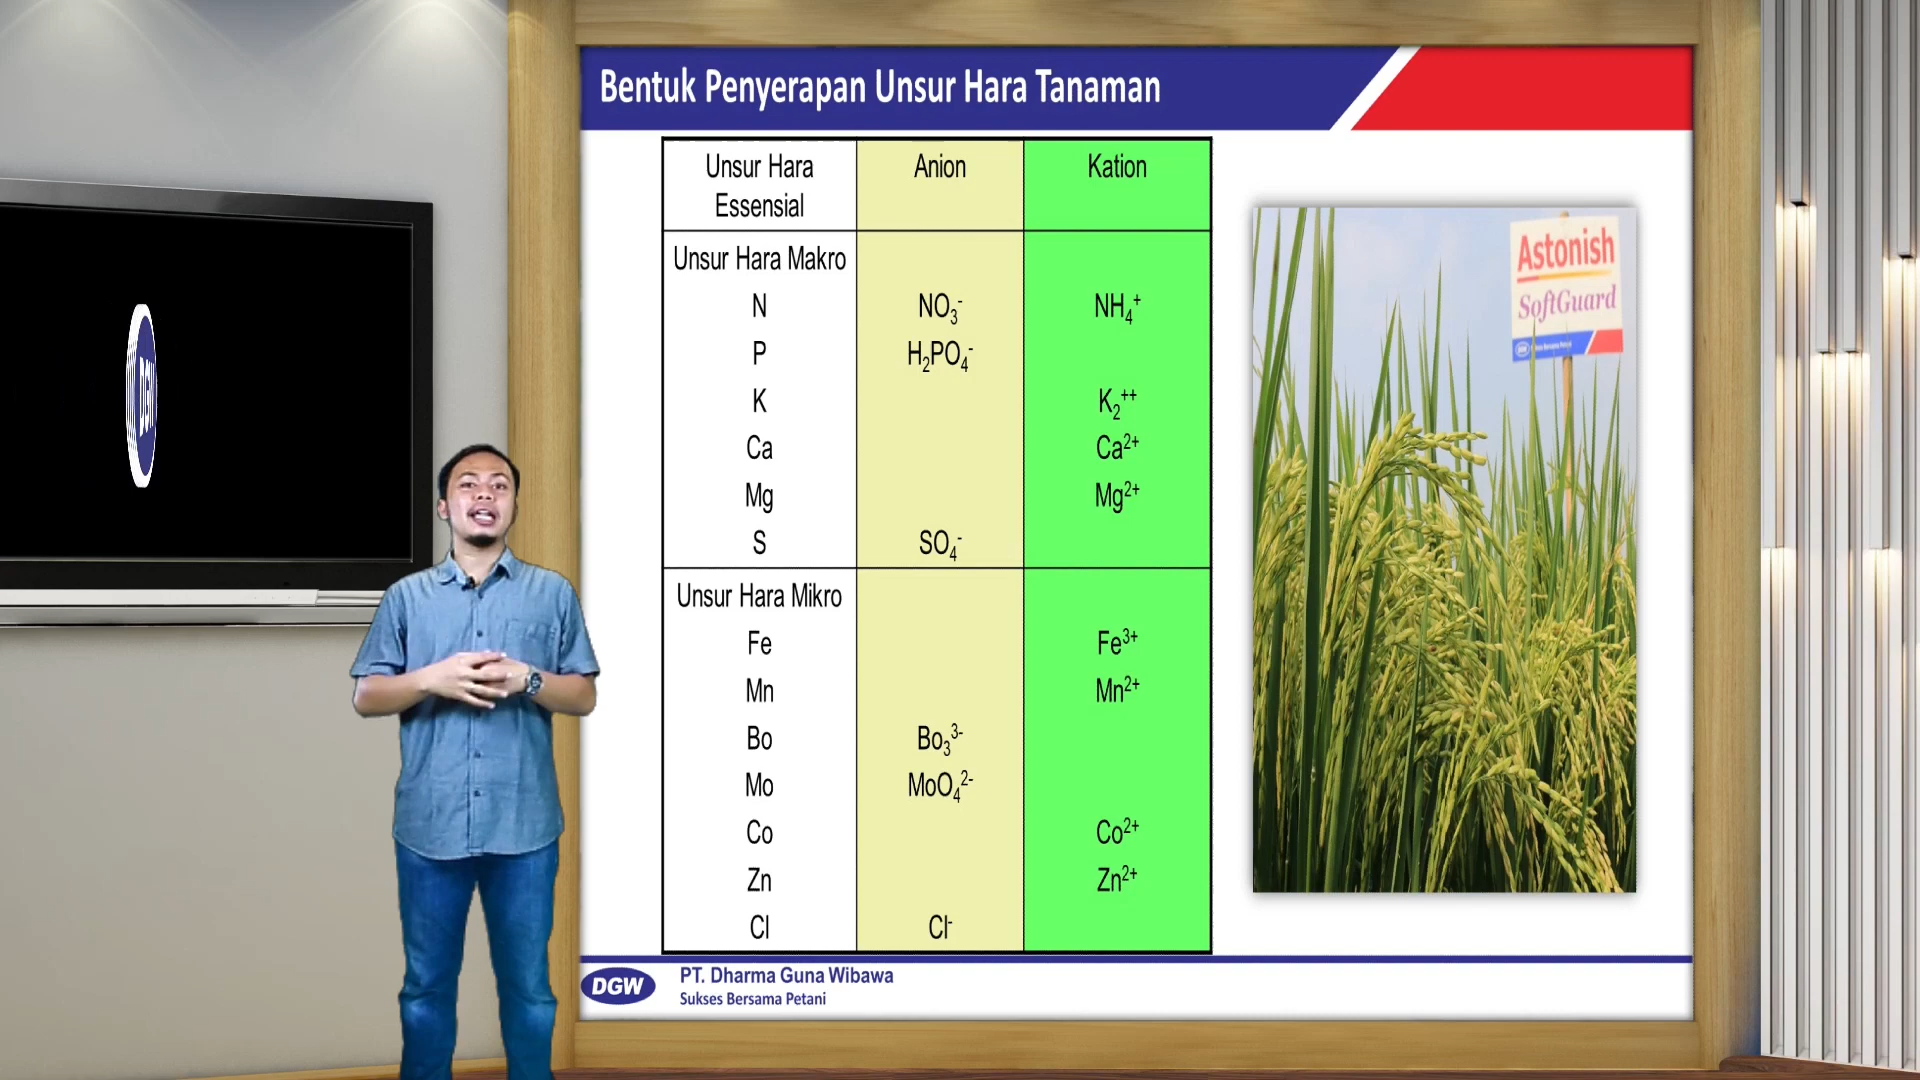 Bentuk Penyerapan Unsur Hara Tanaman
Unsur Hara Essensial Anion Kation
Unsur Hara Makro
N NO₃⁻ NH₄⁺
P H₂PO₄⁻
K K₂⁺⁺
Ca Ca²⁺
Mg Mg²⁺
S SO₄⁻
Unsur Hara Mikro
Fe Fe³⁺
Mn Mn²⁺
Bo Bo₃³⁻
Mo MoO₄²⁻
Co Co²⁺
Zn Zn²⁺
Cl Cl⁻
Astonish
SoftGuard
DGW
DGW
PT. Dharma Guna Wibawa
Sukses Bersama Petani